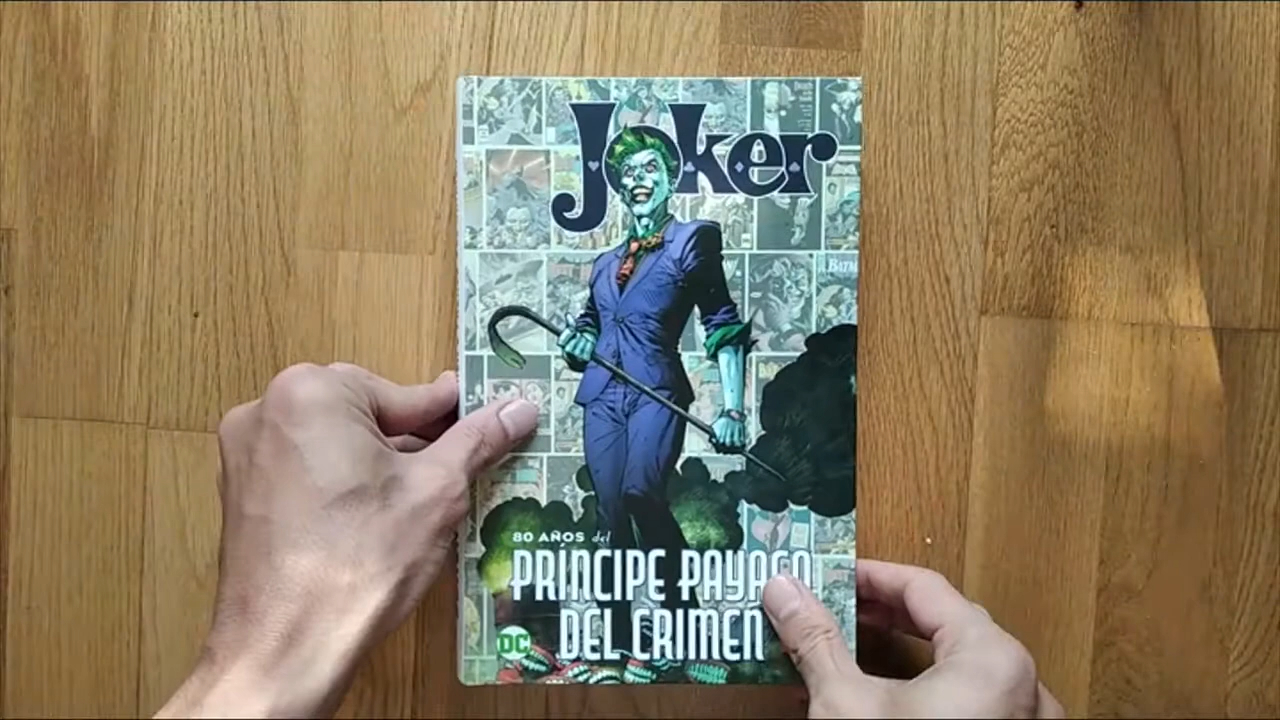 Joker
80 AÑOS del
PRÍNCIPE PAYASO
DEL CRIMEN
DC